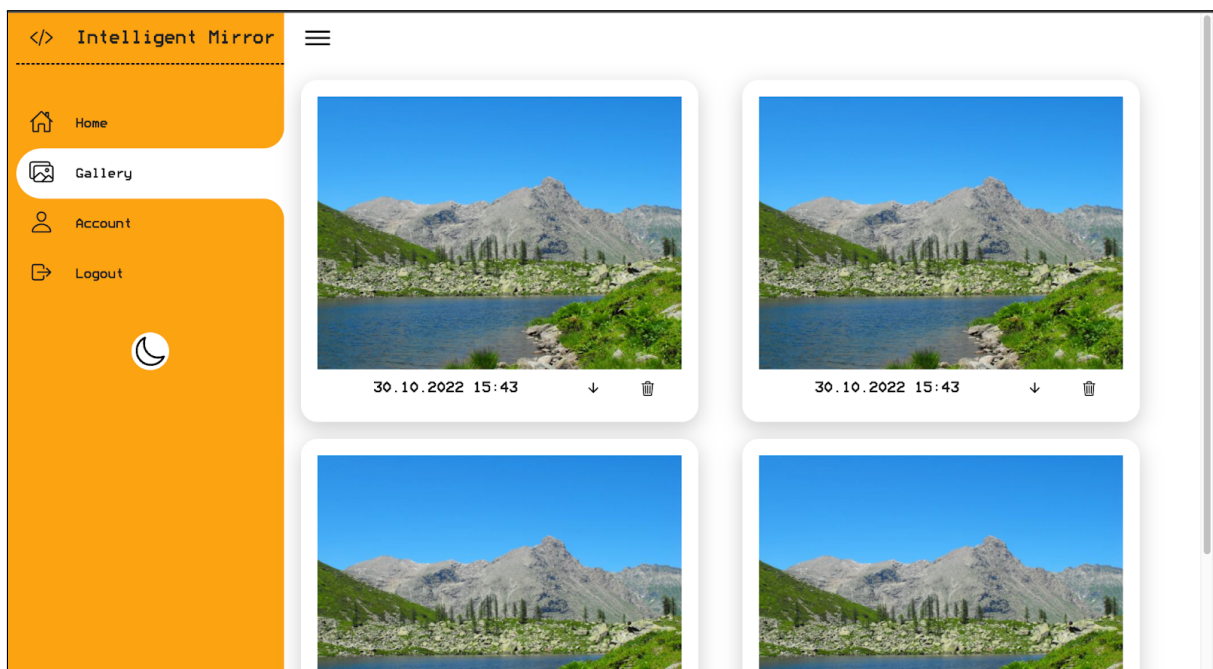 </> Intelligent Mirror
Home
Gallery
Account
Logout
30.10.2022 15:43
30.10.2022 15:43